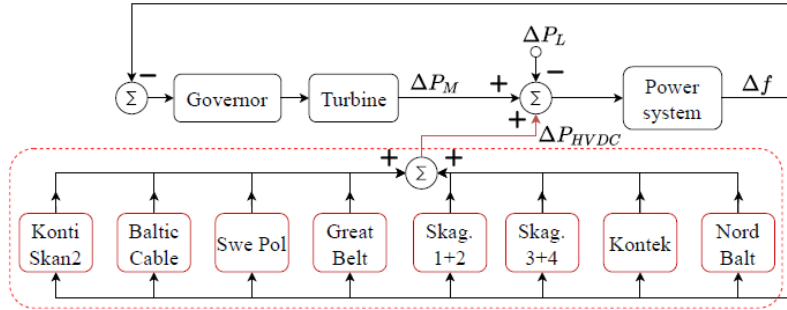 ΔP_L
−
−
Σ
Governor
Turbine
ΔP_M
+
Σ
+
Power
system
Δf
ΔP_HVDC
+
Σ
+
Konti
Skan2
Baltic
Cable
Swe Pol
Great
Belt
Skag.
1+2
Skag.
3+4
Kontek
Nord
Balt